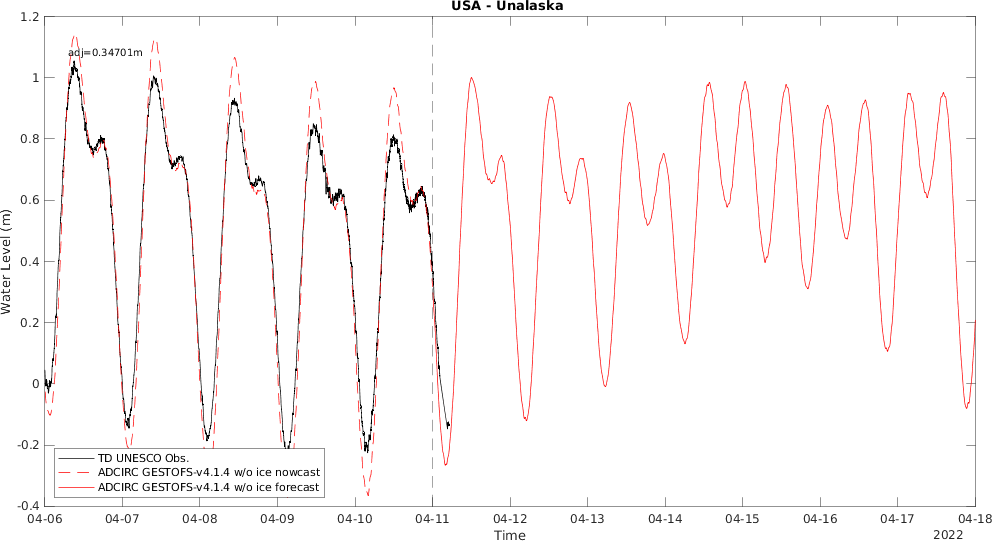 USA - Unalaska
adj=0.34701m
Water Level (m)
1.2
1
0.8
0.6
0.4
0.2
0
-0.2
-0.4
TD UNESCO Obs.
ADCIRC GESTOFS-v4.1.4 w/o ice nowcast
ADCIRC GESTOFS-v4.1.4 w/o ice forecast
04-06 04-07 04-08 04-09 04-10 04-11 04-12 04-13 04-14 04-15 04-16 04-17 04-18
Time
2022